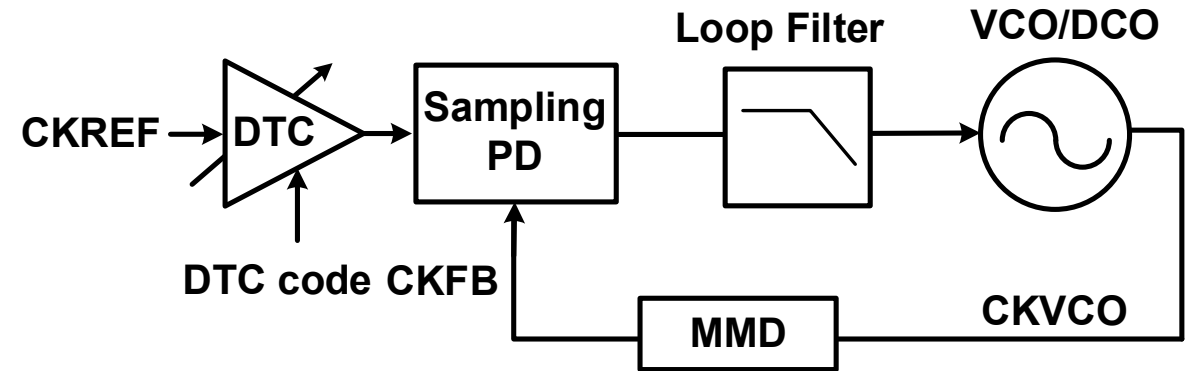 Loop Filter
VCO/DCO
CKREF
DTC
Sampling
PD
DTC code
CKFB
MMD
CKVCO